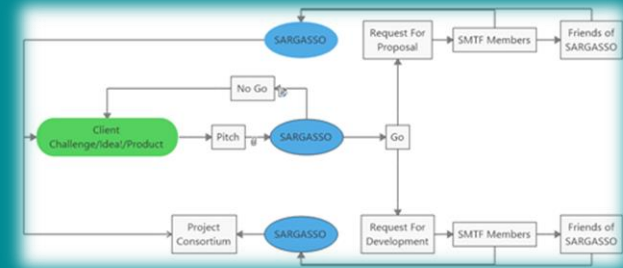 SARGASSO
Request For
Proposal
SMTF Members
Friends of
SARGASSO
No Go
Client
Challenge/Idea!/Product
Pitch
SARGASSO
Go
Project
Consortium
SARGASSO
Request For
Development
SMTF Members
Friends of
SARGASSO